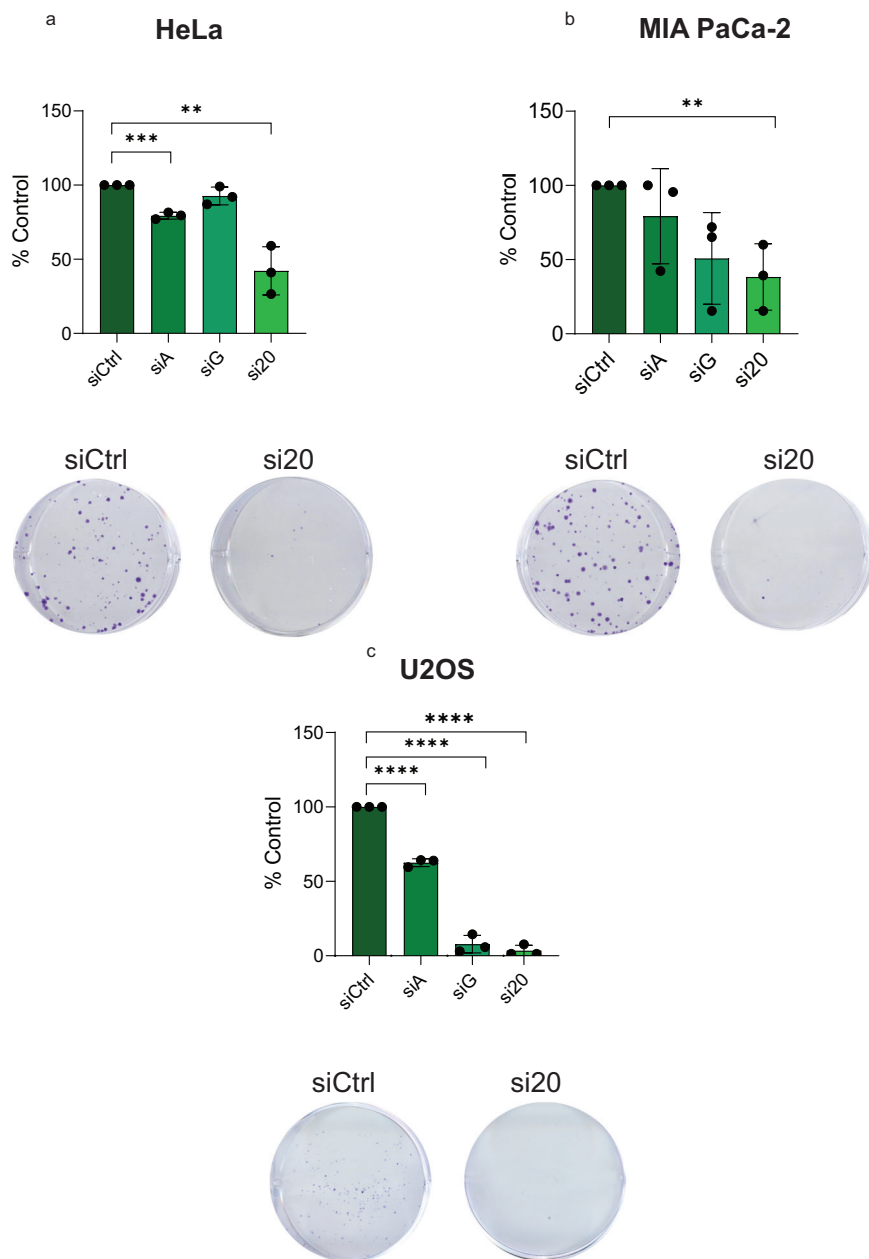 a
HeLa
% Control
150
100
50
0
**
***
siCtrl
siA
siG
si20
siCtrl
si20
b
MIA PaCa-2
% Control
150
100
50
0
**
siCtrl
siA
siG
si20
siCtrl
si20
c
U2OS
% Control
150
100
50
0
****
****
****
siCtrl
siA
siG
si20
siCtrl
si20